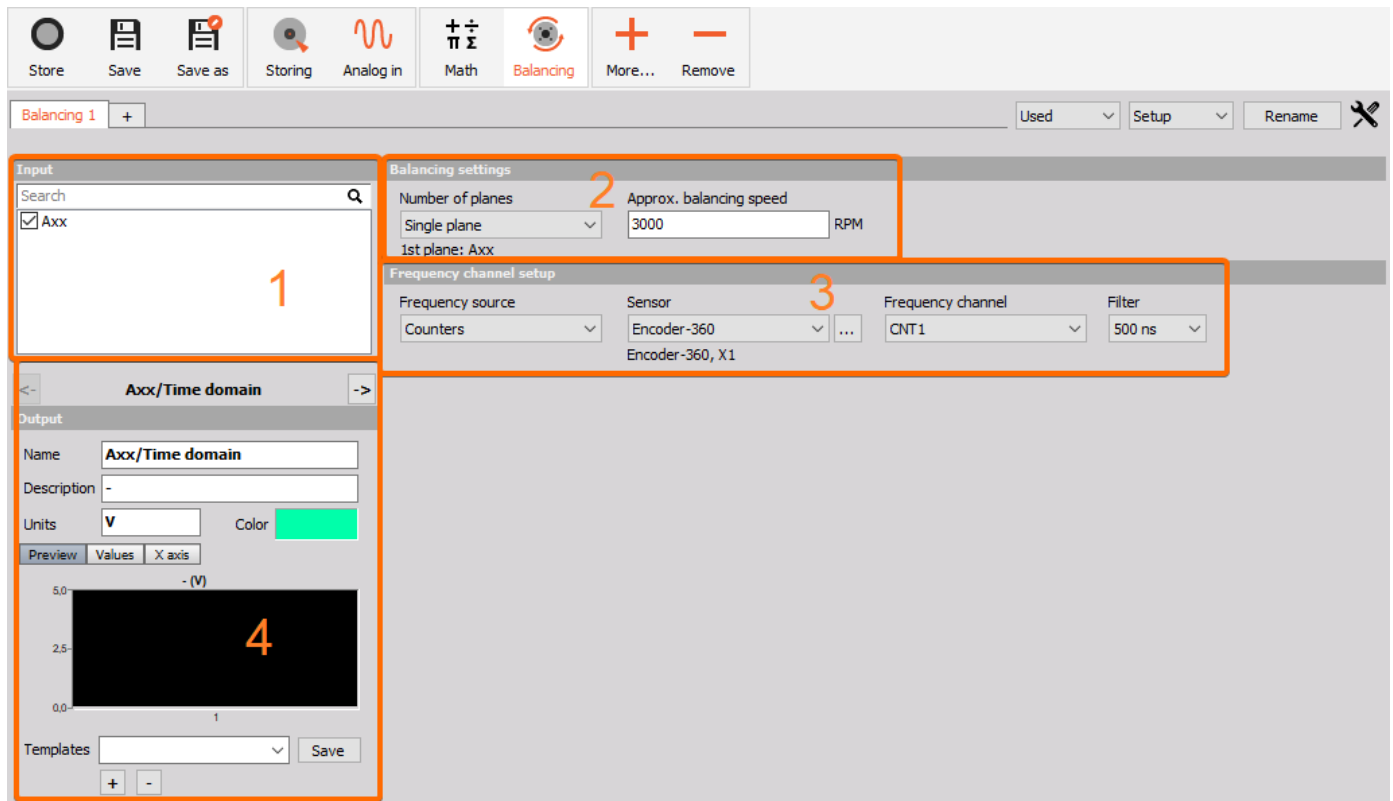 Store Save Save as Storing Analog in Math Balancing More... Remove
Balancing 1 + Used Setup Rename
Input
Search
Axx
1
Balancing settings
2
Number of planes Approx. balancing speed
Single plane 3000 RPM
1st plane: Axx
Frequency channel setup
3
Frequency source Sensor Frequency channel Filter
Counters Encoder-360 ... CNT1 500 ns
Encoder-360, X1
<- Axx/Time domain ->
Output
Name Axx/Time domain
Description -
Units V Color
Preview Values X axis
- (V)
5,0
2,5
0,0
1
4
Templates Save
+ -